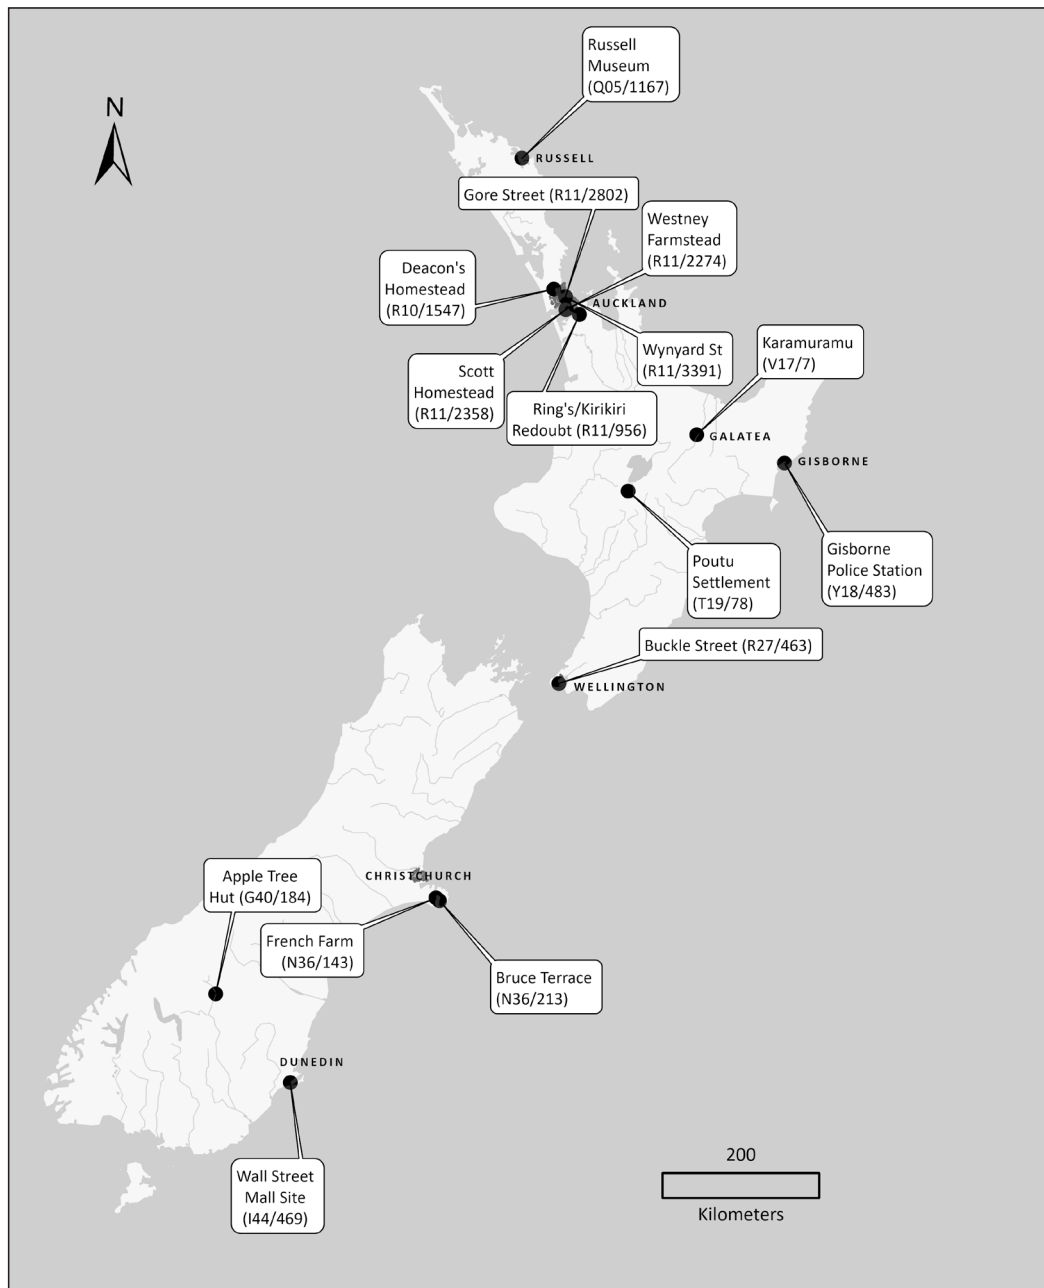 Russell
Museum
(Q05/1167)
N
RUSSELL
Gore Street (R11/2802)
Westney
Farmstead
(R11/2274)
Deacon's
Homestead
(R10/1547)
AUCKLAND
Wynyard St
(R11/3391)
Karamuramu
(V17/7)
Scott
Homestead
(R11/2358)
Ring's/Kirikiri
Redoubt (R11/956)
GALATEA
GISBORNE
Gisborne
Police Station
(Y18/483)
Poutu
Settlement
(T19/78)
Buckle Street (R27/463)
WELLINGTON
CHRISTCHURCH
Apple Tree
Hut (G40/184)
French Farm
(N36/143)
Bruce Terrace
(N36/213)
DUNEDIN
Wall Street
Mall Site
(I44/469)
200
Kilometers